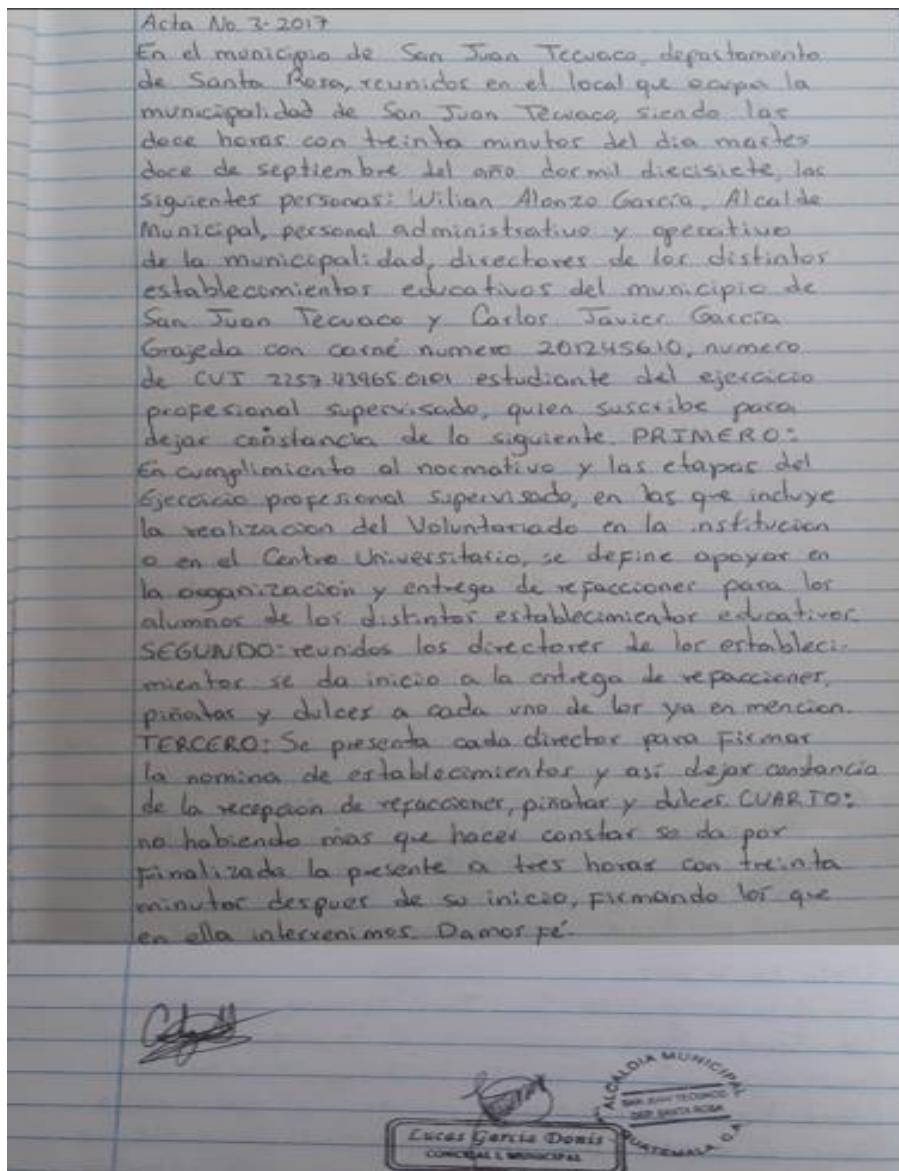 Acta No. 3-2017
En el municipio de San Juan Tecuaco, departamento
de Santa Rosa, reunidos en el local que ocupa la
municipalidad de San Juan Tecuaco, siendo las
doce horas con treinta minutos del dia martes
doce de septiembre del año dos mil diecisiete, los
siguientes personas: Wilian Alonzo García, Alcalde
Municipal, personal administrativo y operativo
de la municipalidad, directores de los distintos
establecimientos educativos del municipio de
San Juan Tecuaco y Carlos Javier García
Grajeda con carné numero 201245610, numero
de CUI 2257 43965 0101 estudiante del ejercicio
profesional supervisado, quien suscribe para
dejar constancia de lo siguiente. PRIMERO:
En cumplimiento al normativo y las etapas del
Ejercicio profesional supervisado, en las que incluye
la realizacion del Voluntariado en la institucion
o en el Centro Universitario, se define apoyar en
la organización y entrega de refacciones para los
alumnos de los distintos establecimientos educativos.
SEGUNDO: reunidos los directores de los estableci-
mientos se da inicio a la entrega de refacciones,
piñatas y dulces a cada uno de los ya en mencion.
TERCERO: Se presenta cada director para Firmar
la nomina de establecimientos y así dejar constancia
de la recepcion de refacciones, piñatas y dulces. CUARTO:
no habiendo mas que hacer constar se da por
Finalizada la presente a tres horas con treinta
minutos despues de su inicio, firmando los que
en ella intervenimos. Damos fé.
ALCALDIA MUNICIPAL
SAN JUAN TECUACO
DEP. SANTA ROSA
GUATEMALA, C.A.
Lucas García Donis
CONCEJAL I MUNICIPAL